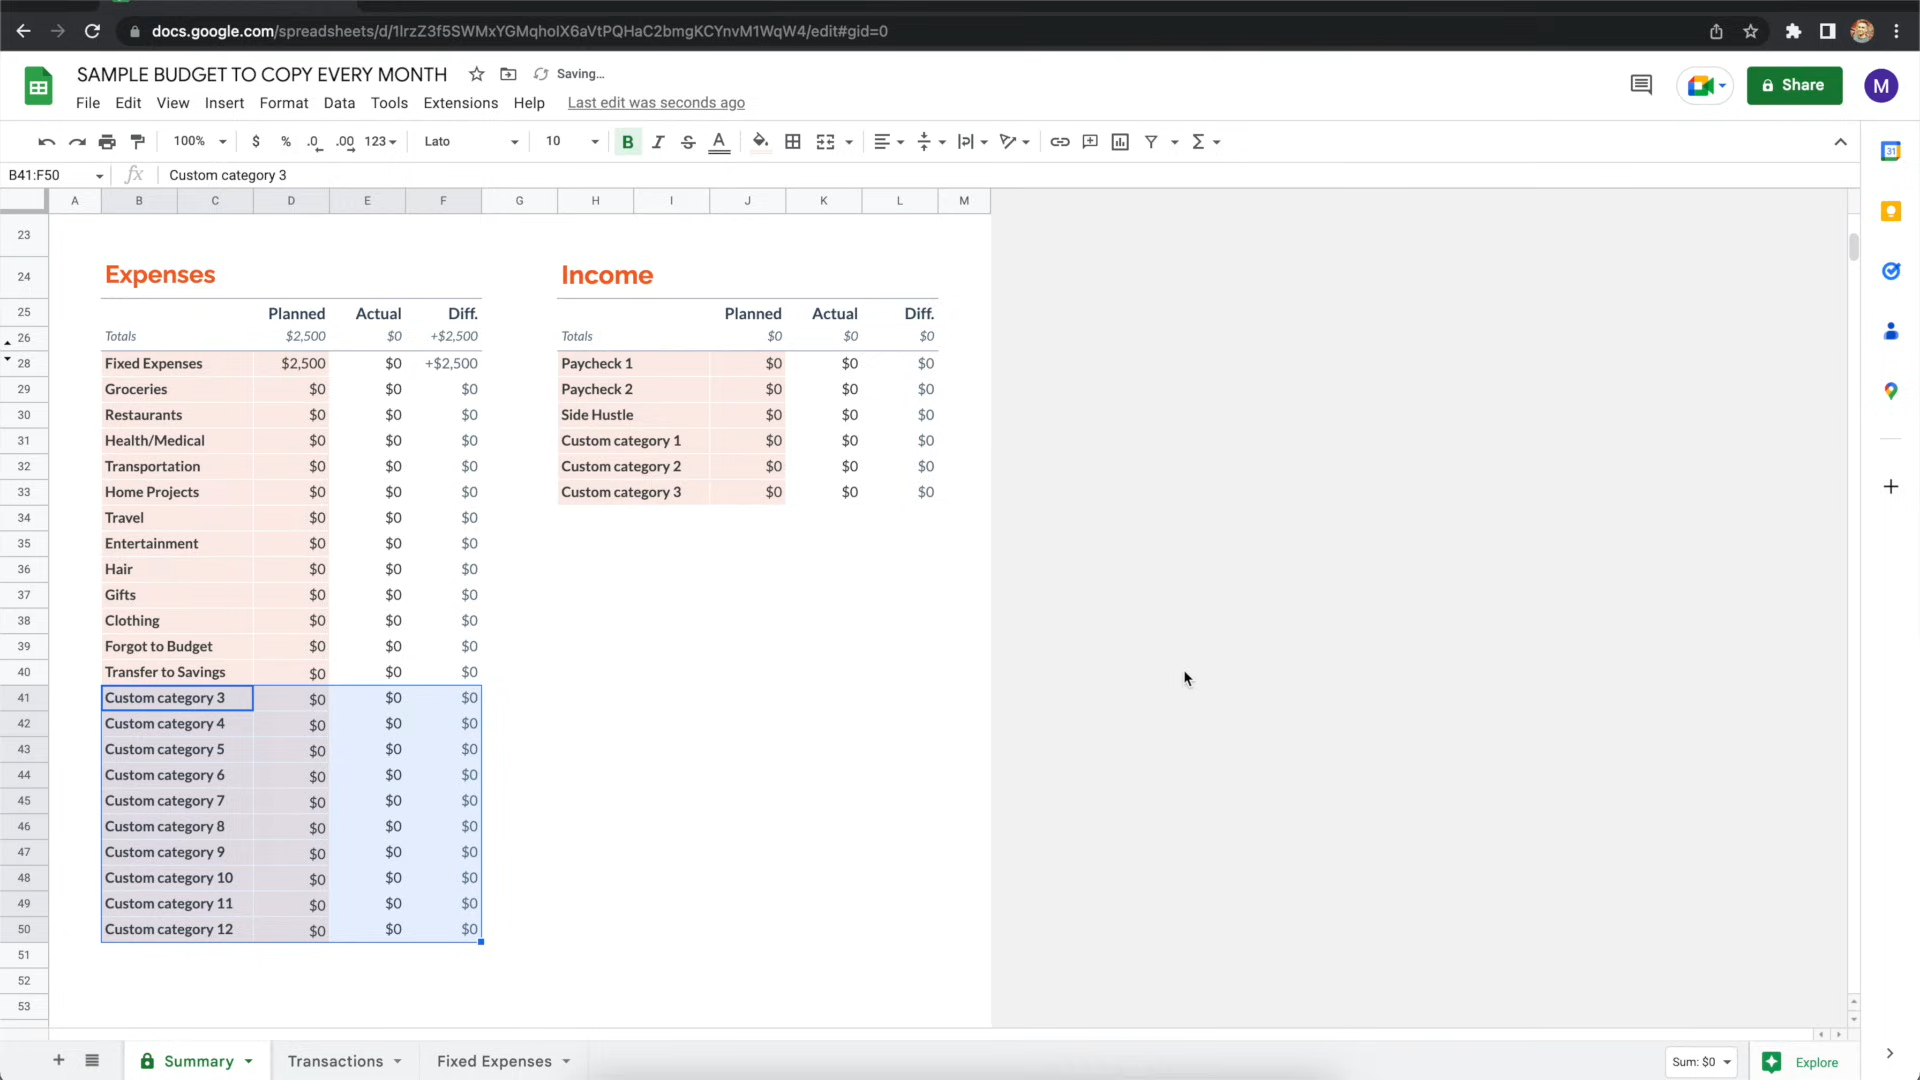 docs.google.com/spreadsheets/d/1IrzZ3f5SWMxYGMqhoIX6aVtPQHaC2bmgKCYnvM1WqW4/edit#gid=0
SAMPLE BUDGET TO COPY EVERY MONTH Saving... Share M
File Edit View Insert Format Data Tools Extensions Help Last edit was seconds ago
100% $ % .0 .00 123 Lato 10 B I S A Σ
B41:F50 fx Custom category 3
A B C D E F G H I J K L M
23
24 Expenses Income
25 Planned Actual Diff. Planned Actual Diff.
26 Totals $2,500 $0 +$2,500 Totals $0 $0 $0
28 Fixed Expenses $2,500 $0 +$2,500 Paycheck 1 $0 $0 $0
29 Groceries $0 $0 $0 Paycheck 2 $0 $0 $0
30 Restaurants $0 $0 $0 Side Hustle $0 $0 $0
31 Health/Medical $0 $0 $0 Custom category 1 $0 $0 $0
32 Transportation $0 $0 $0 Custom category 2 $0 $0 $0
33 Home Projects $0 $0 $0 Custom category 3 $0 $0 $0
34 Travel $0 $0 $0
35 Entertainment $0 $0 $0
36 Hair $0 $0 $0
37 Gifts $0 $0 $0
38 Clothing $0 $0 $0
39 Forgot to Budget $0 $0 $0
40 Transfer to Savings $0 $0 $0
41 Custom category 3 $0 $0 $0
42 Custom category 4 $0 $0 $0
43 Custom category 5 $0 $0 $0
44 Custom category 6 $0 $0 $0
45 Custom category 7 $0 $0 $0
46 Custom category 8 $0 $0 $0
47 Custom category 9 $0 $0 $0
48 Custom category 10 $0 $0 $0
49 Custom category 11 $0 $0 $0
50 Custom category 12 $0 $0 $0
51
52
53
Summary Transactions Fixed Expenses Sum: $0 Explore
31